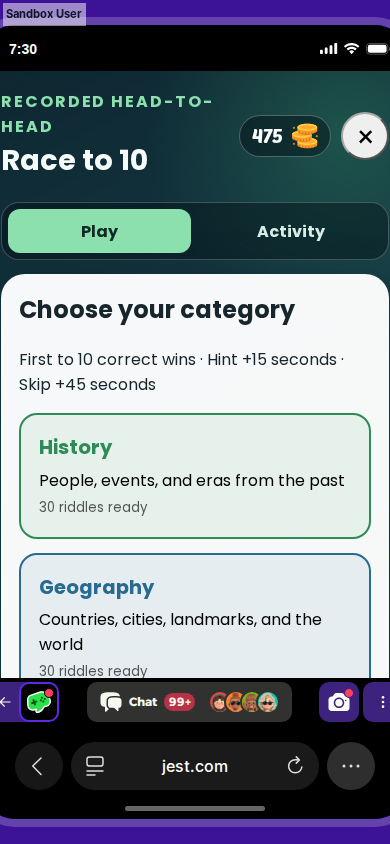 Sandbox User
7:30
RECORDED HEAD-TO-
HEAD
Race to 10
475
Play
Activity
Choose your category
First to 10 correct wins · Hint +15 seconds ·
Skip +45 seconds
History
People, events, and eras from the past
30 riddles ready
Geography
Countries, cities, landmarks, and the
world
30 riddles ready
Chat 99+
jest.com